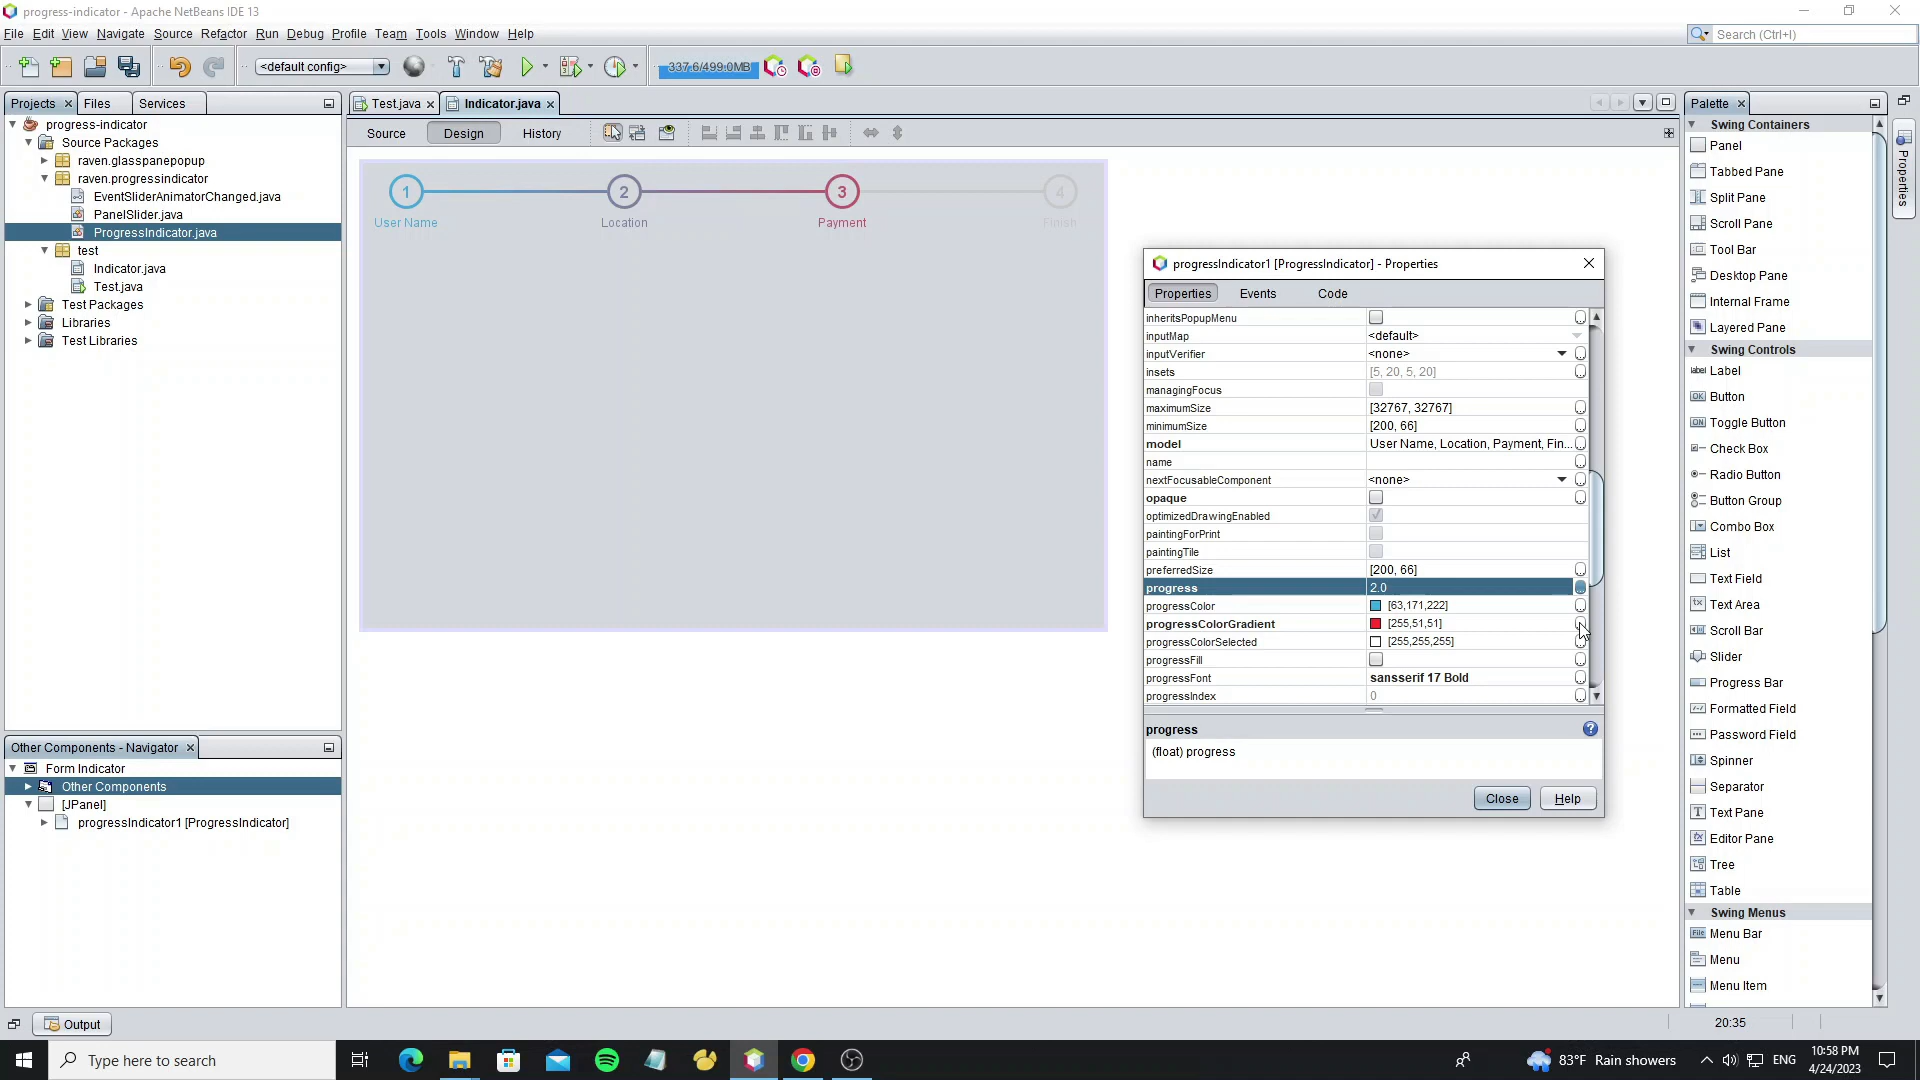 progress-indicator - Apache NetBeans IDE 13
File Edit View Navigate Source Refactor Run Debug Profile Team Tools Window Help
Search (Ctrl+I)
<default config>
337.6/499.0MB
Projects Files Services
progress-indicator
Source Packages
raven.glasspanepopup
raven.progressindicator
EventSliderAnimatorChanged.java
PanelSlider.java
ProgressIndicator.java
test
Indicator.java
Test.java
Test Packages
Libraries
Test Libraries
Other Components - Navigator
Form Indicator
Other Components
[JPanel]
progressIndicator1 [ProgressIndicator]
Output
Test.java Indicator.java
Source Design History
1 2 3 4
User Name Location Payment Finish
progressIndicator1 [ProgressIndicator] - Properties
Properties Events Code
inheritsPopupMenu
inputMap <default>
inputVerifier <none>
insets [5, 20, 5, 20]
managingFocus
maximumSize [32767, 32767]
minimumSize [200, 66]
model User Name, Location, Payment, Fin...
name
nextFocusableComponent <none>
opaque
optimizedDrawingEnabled
paintingForPrint
paintingTile
preferredSize [200, 66]
progress 2.0
progressColor [63,171,222]
progressColorGradient [255,51,51]
progressColorSelected [255,255,255]
progressFill
progressFont sansserif 17 Bold
progressIndex 0
progress
(float) progress
Close Help
Palette
Swing Containers
Panel
Tabbed Pane
Split Pane
Scroll Pane
Tool Bar
Desktop Pane
Internal Frame
Layered Pane
Swing Controls
label Label
OK Button
ON Toggle Button
Check Box
Radio Button
Button Group
Combo Box
List
Text Field
Text Area
Scroll Bar
Slider
Progress Bar
Formatted Field
Password Field
Spinner
Separator
Text Pane
Editor Pane
Tree
Table
Swing Menus
File Menu Bar
Menu
Menu Item
Properties
20:35
Type here to search
83°F Rain showers
ENG
10:58 PM
4/24/2023